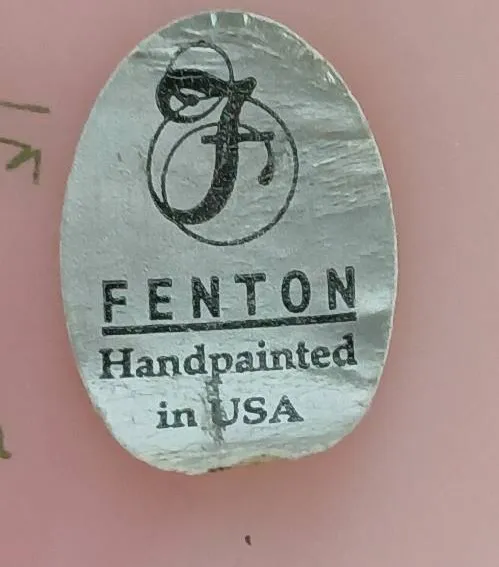 F
FENTON
Handpainted
in USA